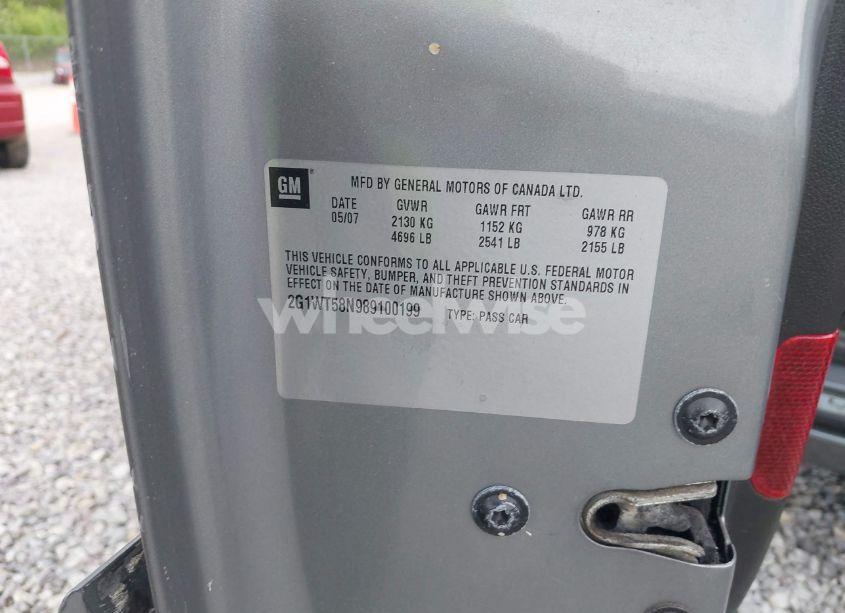 GM
MFD BY GENERAL MOTORS OF CANADA LTD.
DATE GVWR GAWR FRT GAWR RR
05/07 2130 KG 1152 KG 978 KG
4696 LB 2541 LB 2155 LB
THIS VEHICLE CONFORMS TO ALL APPLICABLE U.S. FEDERAL MOTOR
VEHICLE SAFETY, BUMPER, AND THEFT PREVENTION STANDARDS IN
EFFECT ON THE DATE OF MANUFACTURE SHOWN ABOVE.
2G1WT58N989100199 TYPE: PASS CAR
wheelwise